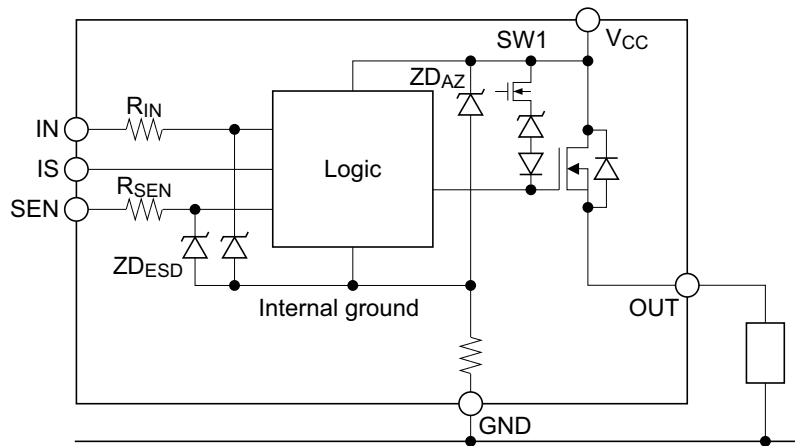 SW1
VCC
ZDAZ
RIN
IN
IS
Logic
RSEN
SEN
ZDESD
Internal ground
OUT
GND